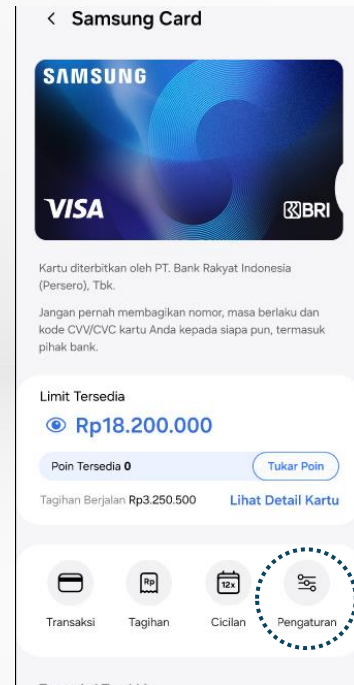 Samsung Card
SAMSUNG
VISA
BRI
Kartu diterbitkan oleh PT. Bank Rakyat Indonesia
(Persero), Tbk.
Jangan pernah membagikan nomor, masa berlaku dan
kode CVV/CVC kartu Anda kepada siapa pun, termasuk
pihak bank.
Limit Tersedia
Rp18.200.000
Poin Tersedia 0 Tukar Poin
Tagihan Berjalan Rp3.250.500 Lihat Detail Kartu
Rp 12x
Transaksi Tagihan Cicilan Pengaturan